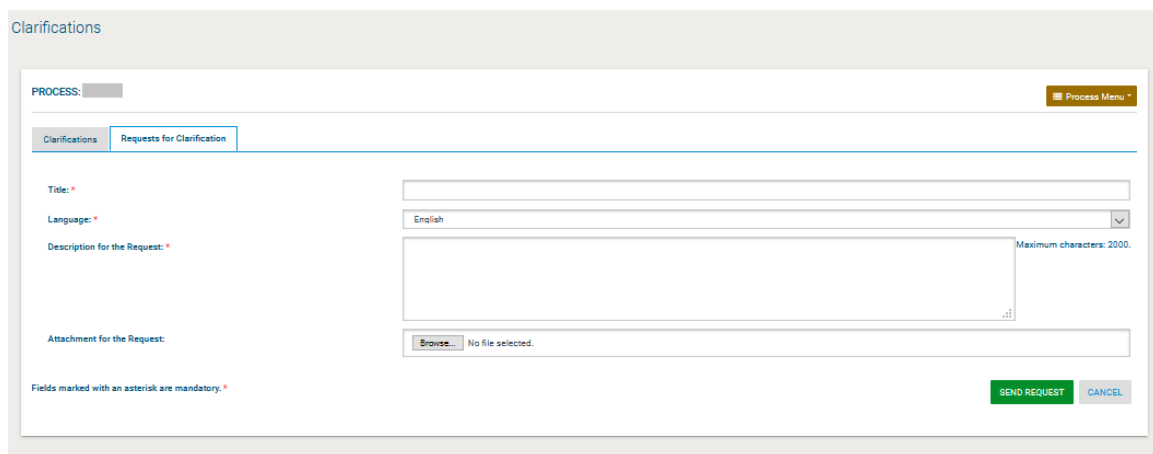 Clarifications
PROCESS:
Process Menu
Clarifications
Requests for Clarification
Title: *
Language: *
English
Description for the Request: *
Maximum characters: 2000.
Attachment for the Request:
Browse... No file selected.
Fields marked with an asterisk are mandatory. *
SEND REQUEST
CANCEL